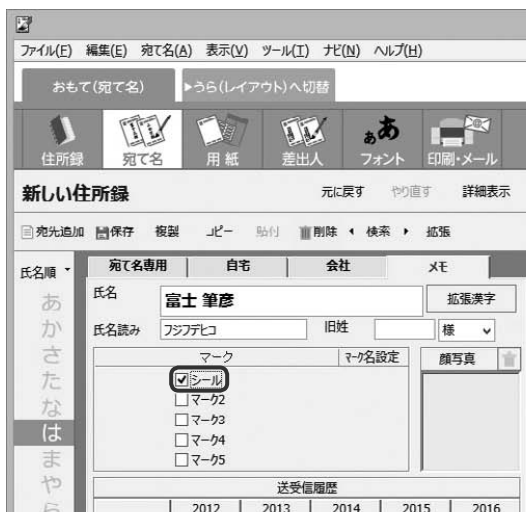 ファイル(F) 編集(E) 宛て名(A) 表示(V) ツール(T) ナビ(N) ヘルプ(H)
おもて(宛て名) ▶うら(レイアウト)へ切替
住所録 宛て名 用紙 差出人 フォント 印刷・メール
新しい住所録 元に戻す やり直す 詳細表示
宛先追加 保存 複製 コピー 貼付 削除 検索 拡張
氏名順 宛て名専用 自宅 会社 メモ
あ
か
さ
た
な
は
ま
や
ら
氏名 富士 筆彦 拡張漢字
氏名読み フジフデヒコ 旧姓 様
マーク マーク名設定 顔写真
シール
マーク2
マーク3
マーク4
マーク5
送受信履歴
2012 2013 2014 2015 2016